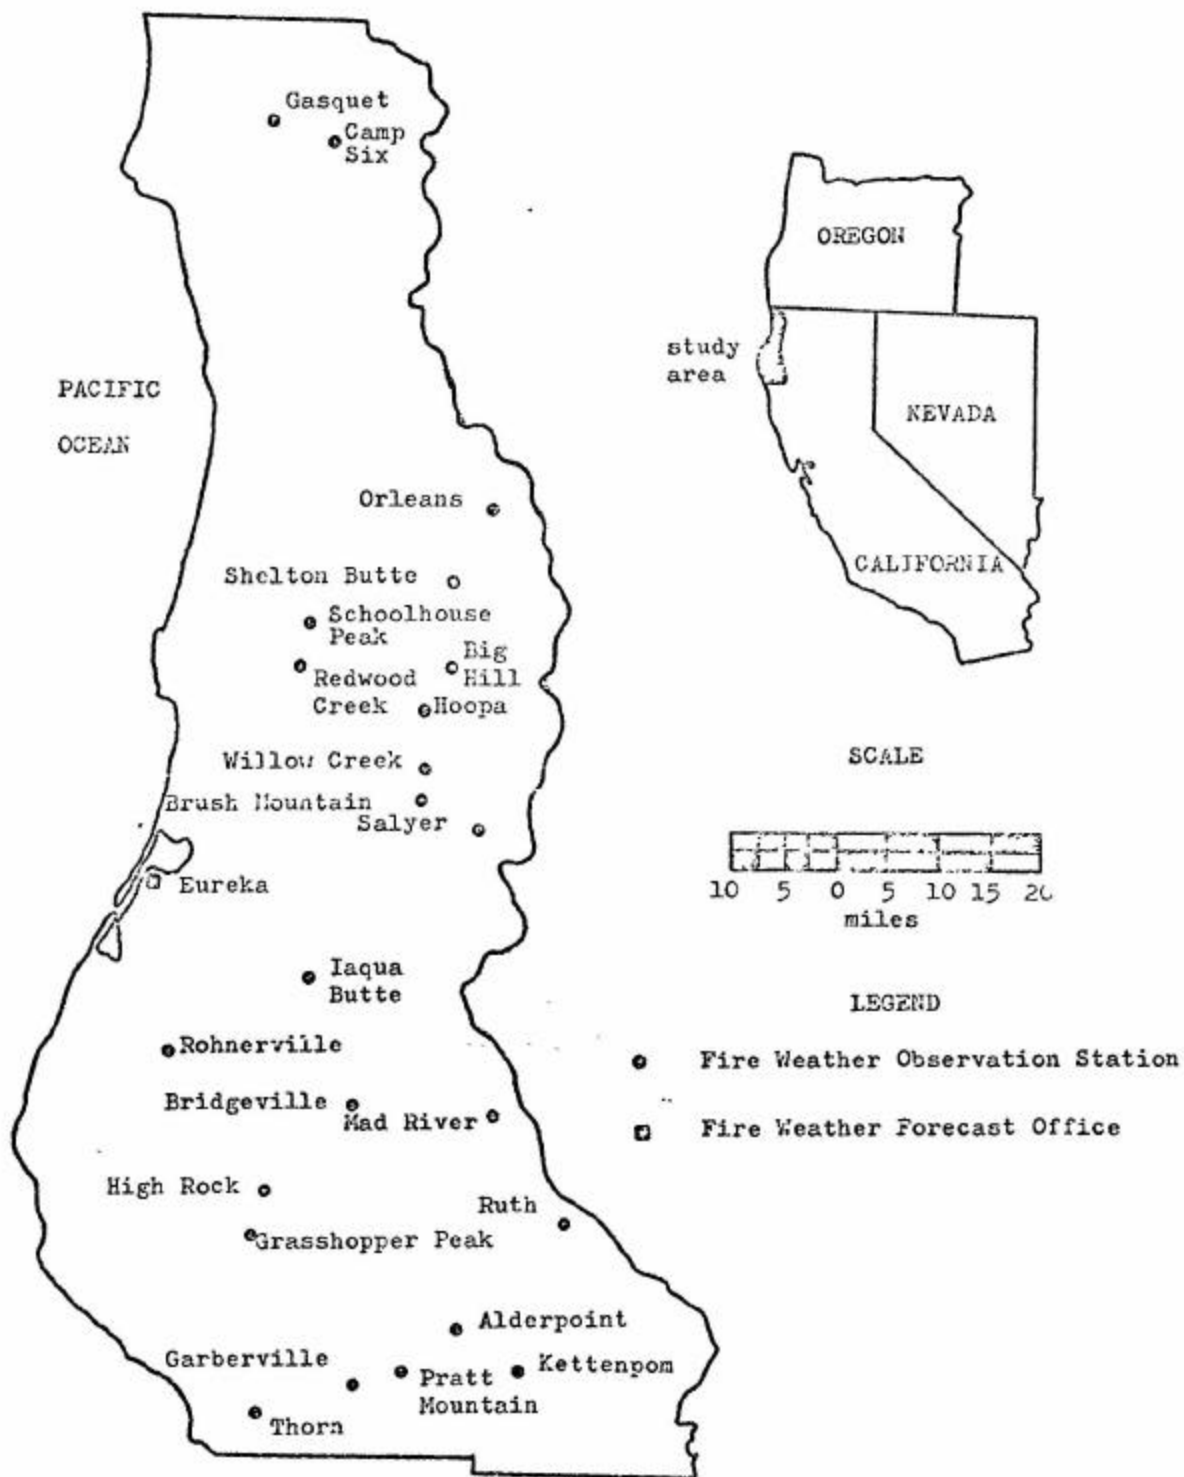 Gasquet
Camp
Six
OREGON
study
area
PACIFIC
OCEAN
NEVADA
CALIFORNIA
Orleans
Shelton Butte
Schoolhouse
Peak
Big
Hill
Redwood
Creek
Hoopa
Willow Creek
Brush Mountain
Salyer
Eureka
SCALE
10 5 0 5 10 15 20
miles
Iaqua
Butte
LEGEND
Rohnerville
Fire Weather Observation Station
Bridgeville
Mad River
Fire Weather Forecast Office
High Rock
Ruth
Grasshopper Peak
Alderpoint
Garberville
Kettenpom
Pratt
Mountain
Thorn